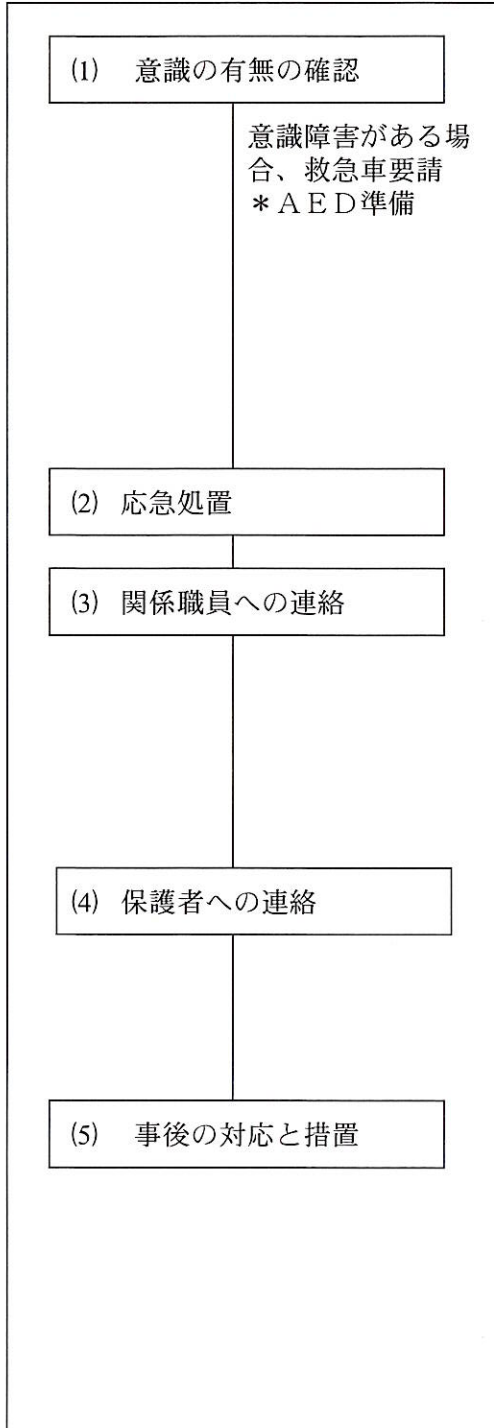 (1) 意識の有無の確認
意識障害がある場
合、救急車要請
＊ＡＥＤ準備
(2) 応急処置
(3) 関係職員への連絡
(4) 保護者への連絡
(5) 事後の対応と措置